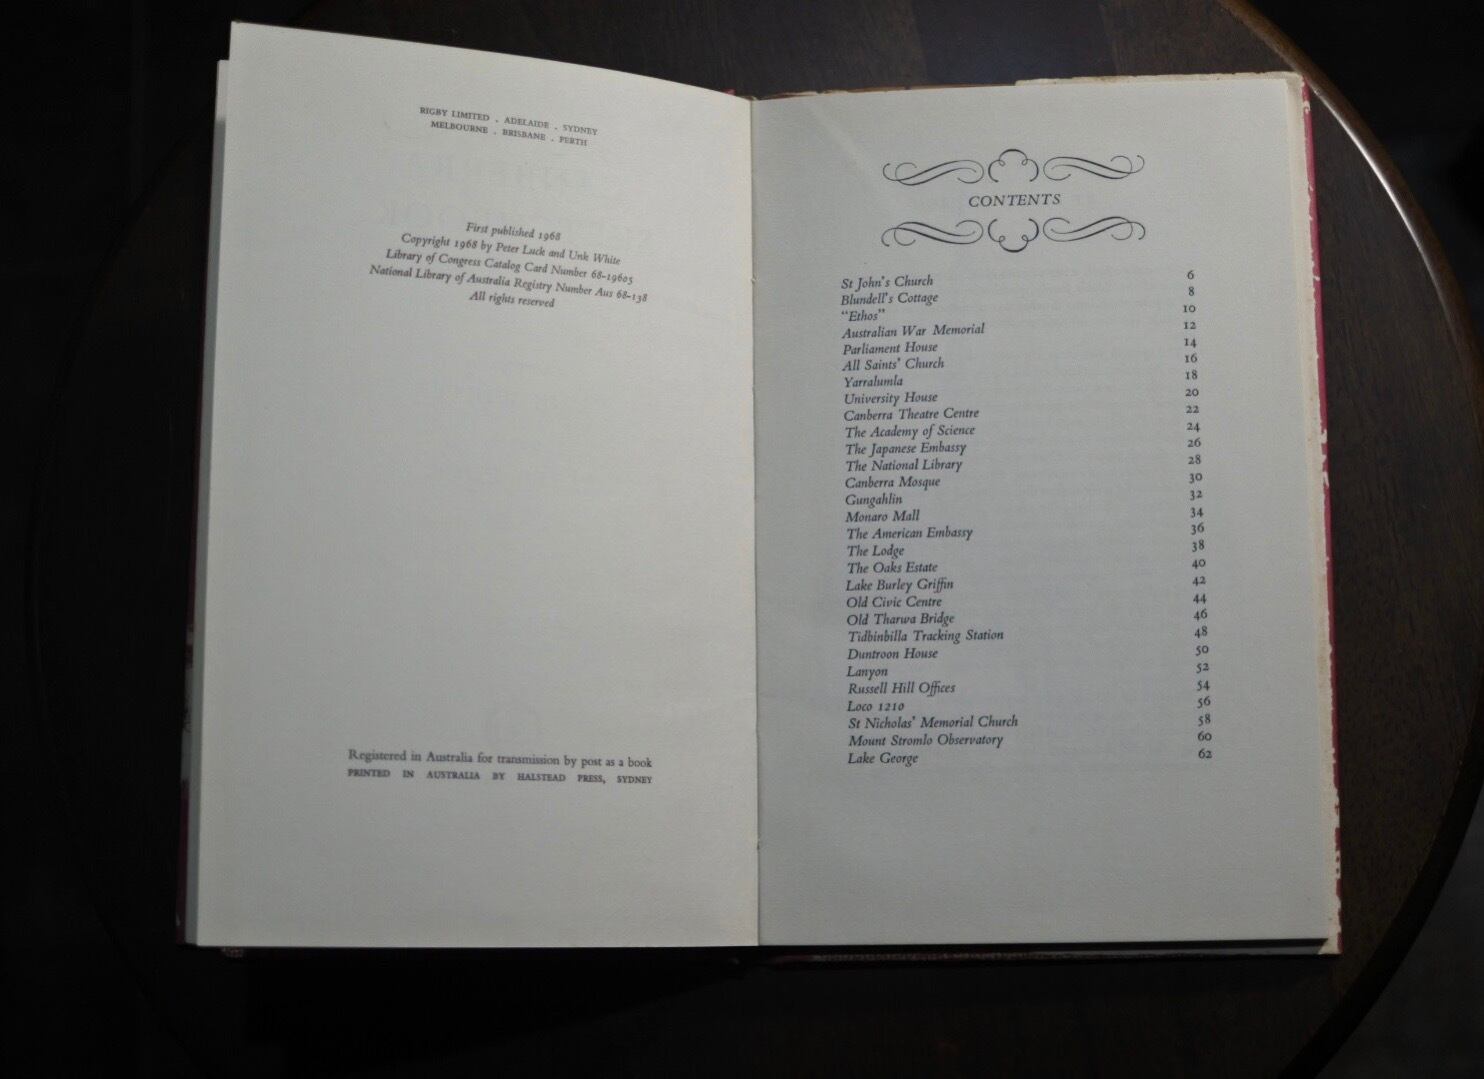 RIGBY LIMITED . ADELAIDE . SYDNEY
MELBOURNE . BRISBANE . PERTH
First published 1968
Copyright 1968 by Peter Luck and Unk White
Library of Congress Catalog Card Number 68-19605
National Library of Australia Registry Number Aus 68-138
All rights reserved
Registered in Australia for transmission by post as a book
PRINTED IN AUSTRALIA BY HALSTEAD PRESS, SYDNEY
CONTENTS
St John's Church 6
Blundell's Cottage 8
"Ethos" 10
Australian War Memorial 12
Parliament House 14
All Saints' Church 16
Yarralumla 18
University House 20
Canberra Theatre Centre 22
The Academy of Science 24
The Japanese Embassy 26
The National Library 28
Canberra Mosque 30
Gungahlin 32
Monaro Mall 34
The American Embassy 36
The Lodge 38
The Oaks Estate 40
Lake Burley Griffin 42
Old Civic Centre 44
Old Tharwa Bridge 46
Tidbinbilla Tracking Station 48
Duntroon House 50
Lanyon 52
Russell Hill Offices 54
Loco 1210 56
St Nicholas' Memorial Church 58
Mount Stromlo Observatory 60
Lake George 62